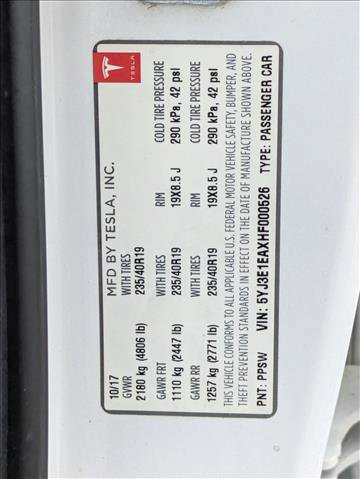 TESLA
MFD BY TESLA, INC.
10/17
GVWR WITH TIRES RIM COLD TIRE PRESSURE
2180 kg (4806 lb) 235/40R19 19X8.5 J 290 kPa, 42 psi
GAWR FRT WITH TIRES RIM COLD TIRE PRESSURE
1110 kg (2447 lb) 235/40R19 19X8.5 J 290 kPa, 42 psi
GAWR RR WITH TIRES
1257 kg (2771 lb) 235/40R19
THIS VEHICLE CONFORMS TO ALL APPLICABLE U.S. FEDERAL MOTOR VEHICLE SAFETY, BUMPER, AND
THEFT PREVENTION STANDARDS IN EFFECT ON THE DATE OF MANUFACTURE SHOWN ABOVE.
PNT: PPSW VIN: 5YJ3E1EAXHF000526 TYPE: PASSENGER CAR